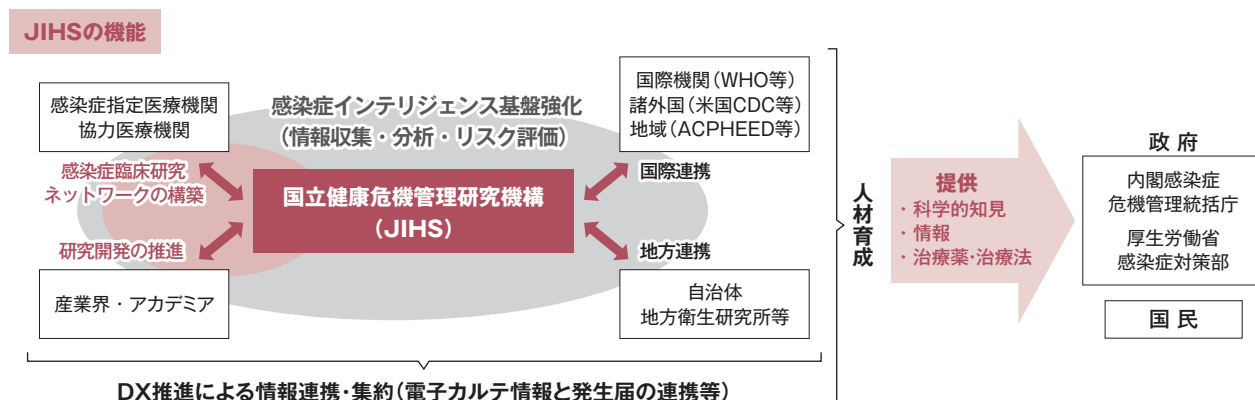 JIHSの機能
感染症指定医療機関
協力医療機関
感染症インテリジェンス基盤強化
(情報収集・分析・リスク評価)
国際機関(WHO等)
諸外国(米国CDC等)
地域(ACPHEED等)
感染症臨床研究
ネットワークの構築
国立健康危機管理研究機構
(JIHS)
国際連携
研究開発の推進
地方連携
産業界・アカデミア
自治体
地方衛生研究所等
DX推進による情報連携・集約(電子カルテ情報と発生届の連携等)
人材育成
提供
・科学的知見
・情報
・治療薬・治療法
政府
内閣感染症
危機管理統括庁
厚生労働省
感染症対策部
国民